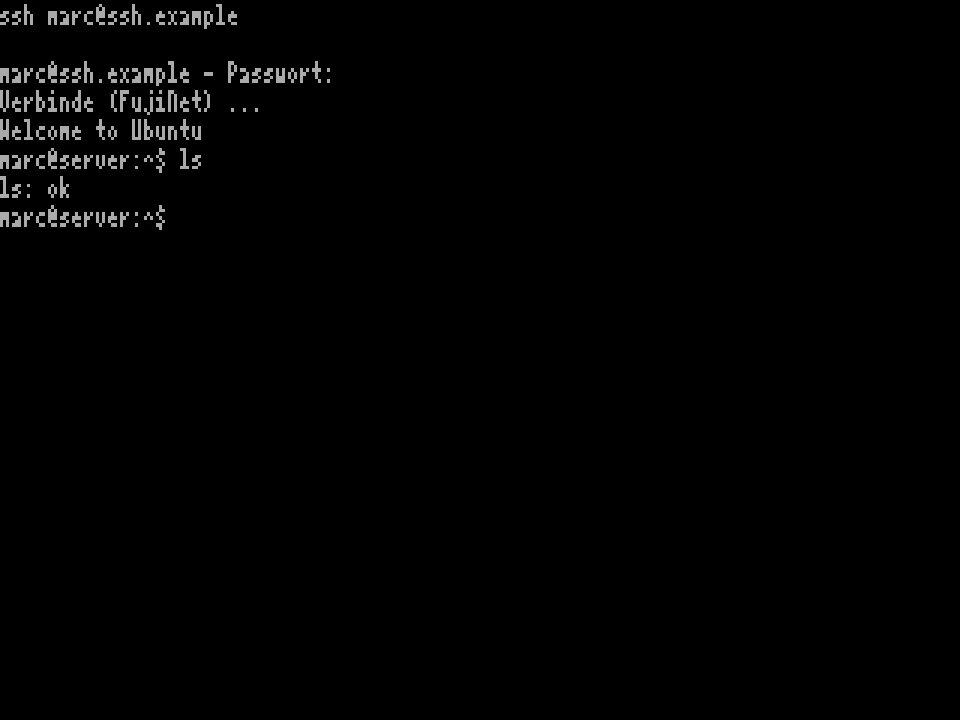 ssh marc@ssh.example
marc@ssh.example - Passwort:
Verbinde (FujiNet) ...
Welcome to Ubuntu
marc@server:~$ ls
ls: ok
marc@server:~$